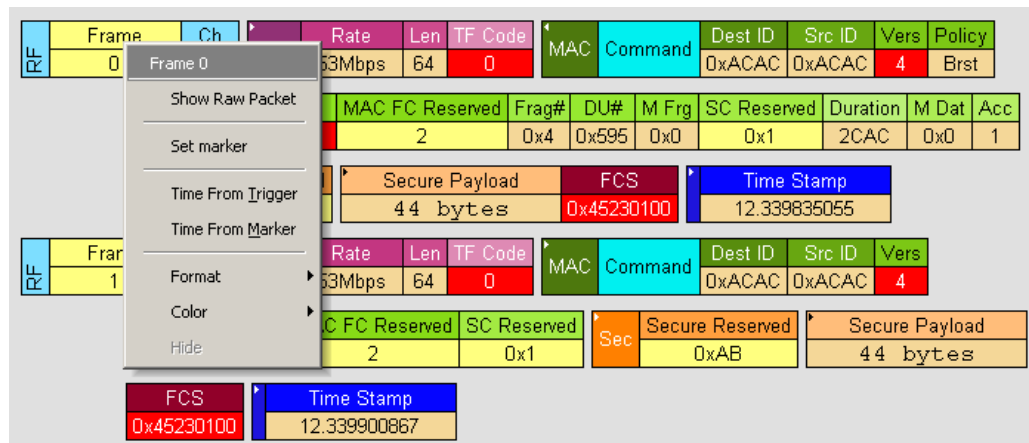 RF Frame Ch Rate Len TF Code MAC Command Dest ID Src ID Vers Policy
0 53Mbps 64 0 0xACAC 0xACAC 4 Brst
Frame 0
Show Raw Packet
Set marker
Time From Trigger
Time From Marker
Format
Color
Hide
MAC FC Reserved Frag# DU# M Frg SC Reserved Duration M Dat Acc
2 0x4 0x595 0x0 0x1 2CAC 0x0 1
Secure Payload FCS Time Stamp
44 bytes 0x45230100 12.339835055
RF Fran Rate Len TF Code MAC Command Dest ID Src ID Vers
1 53Mbps 64 0 0xACAC 0xACAC 4
C FC Reserved SC Reserved Sec Secure Reserved Secure Payload
2 0x1 0xAB 44 bytes
FCS Time Stamp
0x45230100 12.339900867